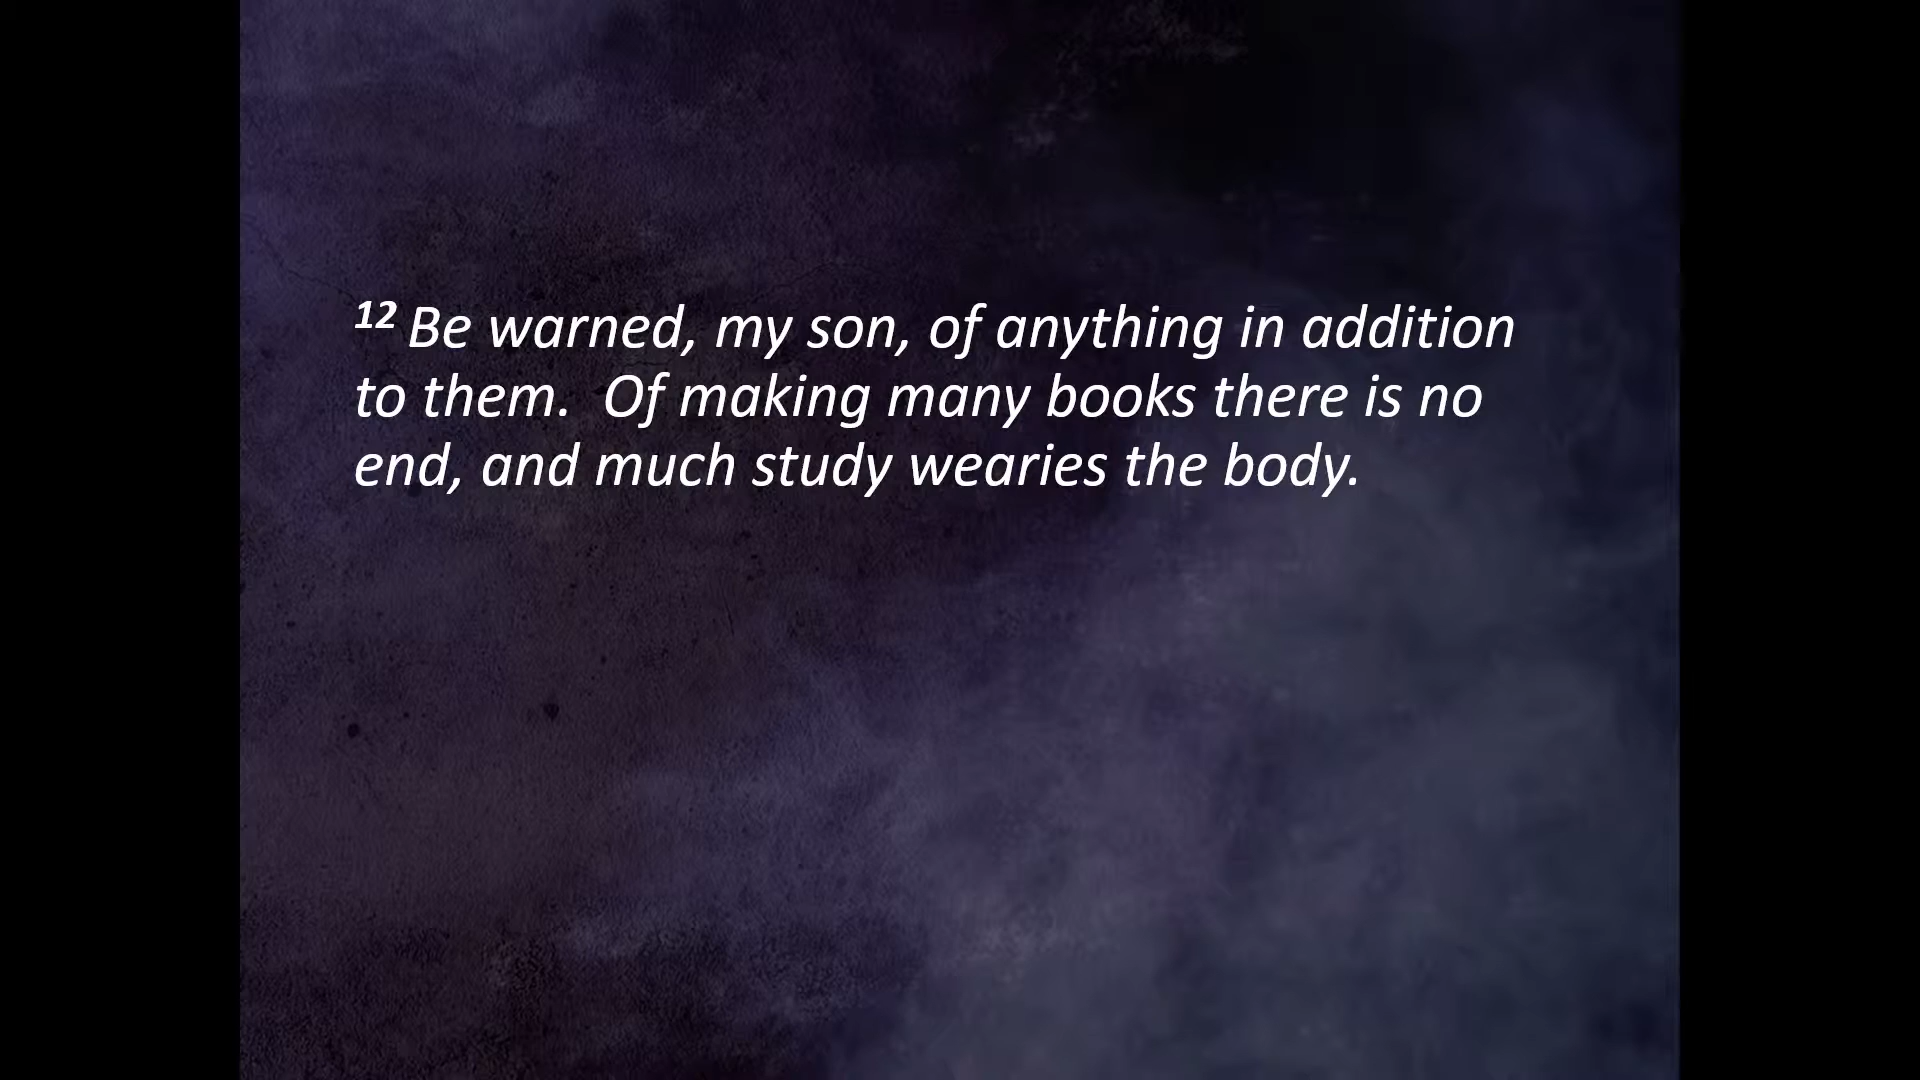 12 Be warned, my son, of anything in addition
to them.  Of making many books there is no
end, and much study wearies the body.